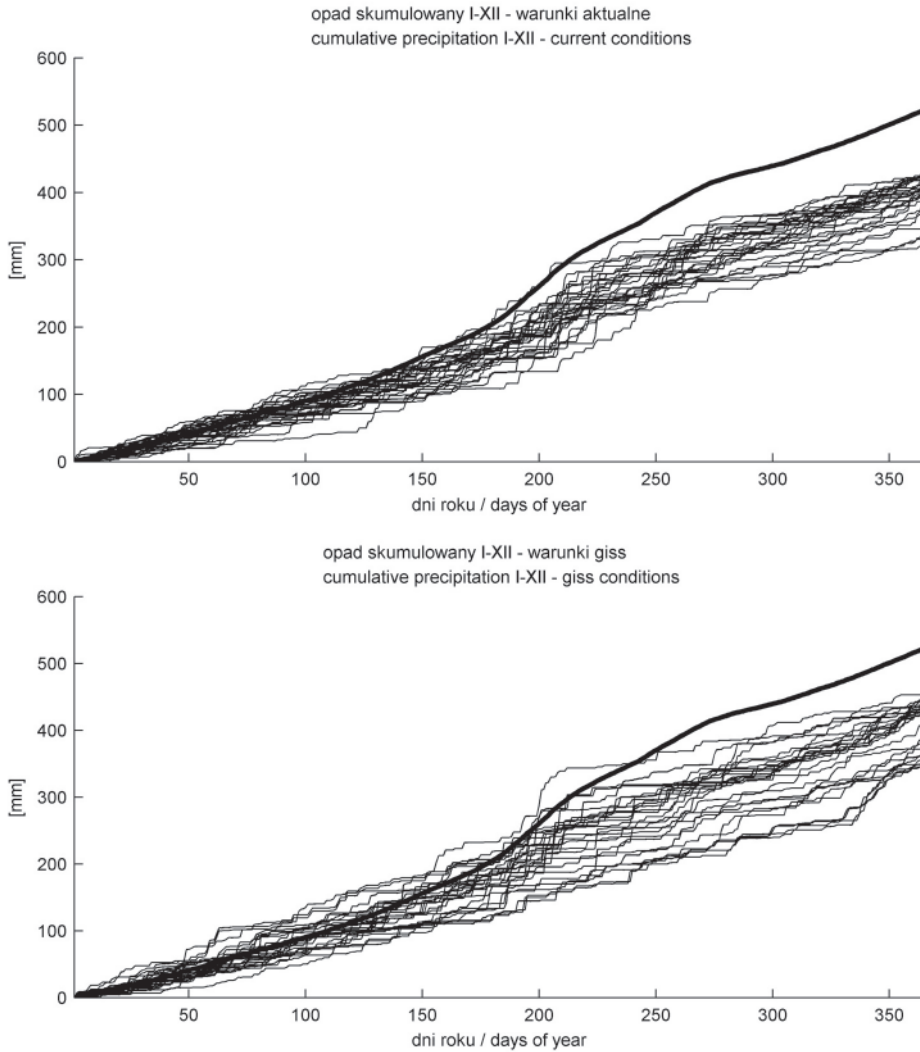 opad skumulowany I-XII - warunki aktualne
cumulative precipitation I-XII - current conditions
600
500
400
300
200
100
0
[mm]
50 100 150 200 250 300 350
dni roku / days of year
opad skumulowany I-XII - warunki giss
cumulative precipitation I-XII - giss conditions
600
500
400
300
200
100
0
[mm]
50 100 150 200 250 300 350
dni roku / days of year